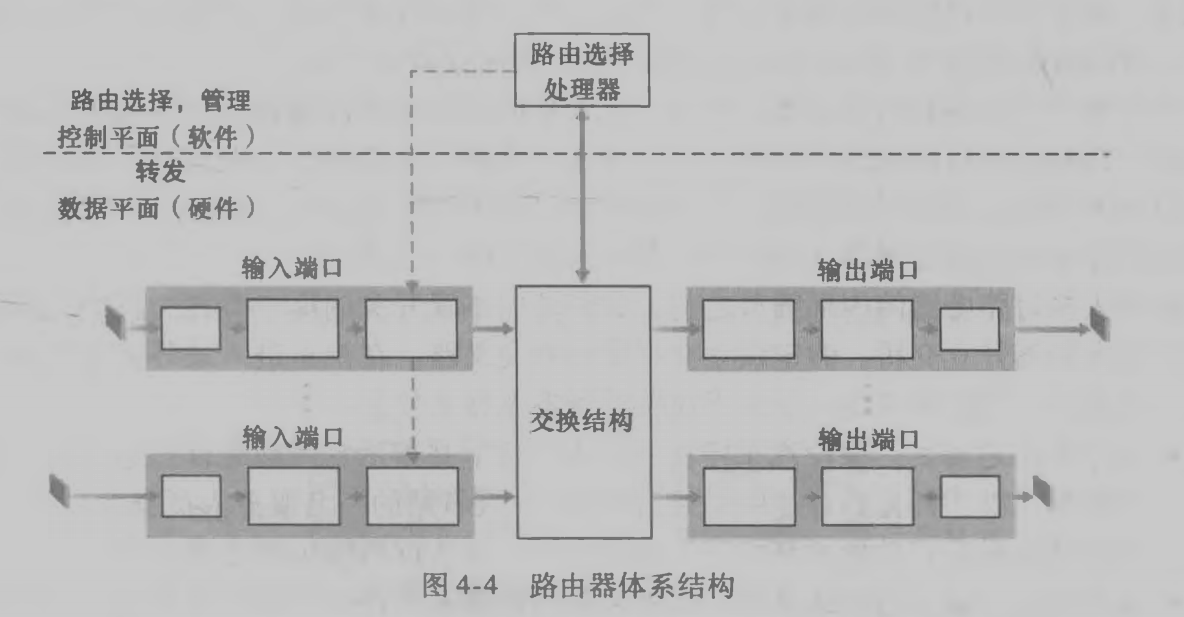 路由选择
处理器
路由选择，管理
控制平面（软件）
转发
数据平面（硬件）
输入端口
输出端口
交换结构
输入端口
输出端口
图 4-4 路由器体系结构